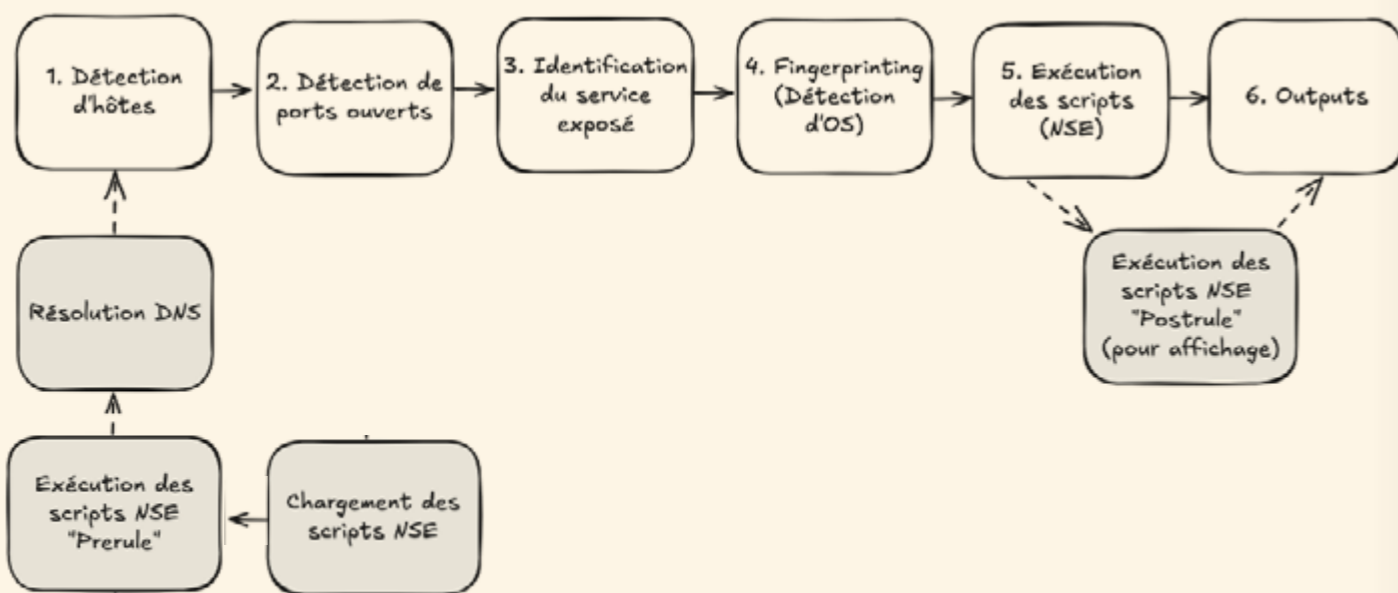 1. Détection
d'hôtes
2. Détection de
ports ouverts
3. Identification
du service
exposé
4. Fingerprinting
(Détection
d'OS)
5. Exécution
des scripts
(NSE)
6. Outputs
Résolution DNS
Exécution des
scripts NSE
"Postrule"
(pour affichage)
Exécution des
scripts NSE
"Prerule"
Chargement des
scripts NSE